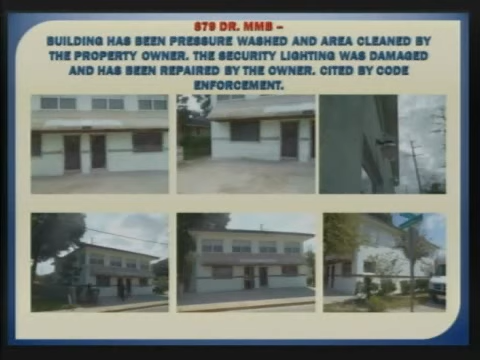 879 DR. MMB –
BUILDING HAS BEEN PRESSURE WASHED AND AREA CLEANED BY
THE PROPERTY OWNER. THE SECURITY LIGHTING WAS DAMAGED
AND HAS BEEN REPAIRED BY THE OWNER. CITED BY CODE
ENFORCEMENT.